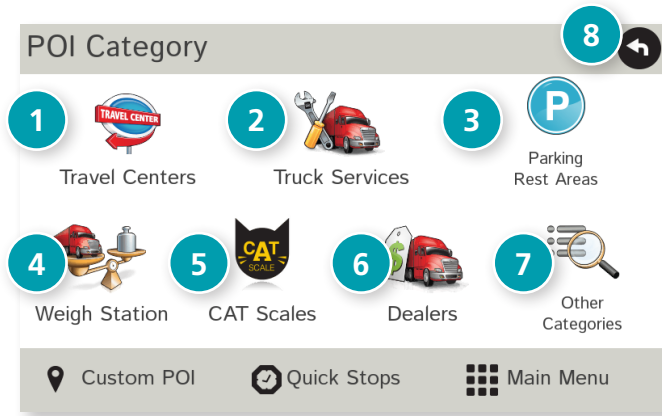 POI Category
8
1
TRAVEL CENTER
Travel Centers
2
Truck Services
3
P
Parking
Rest Areas
4
Weigh Station
5
CAT
SCALE
CAT Scales
6
$
Dealers
7
Other
Categories
Custom POI
Quick Stops
Main Menu